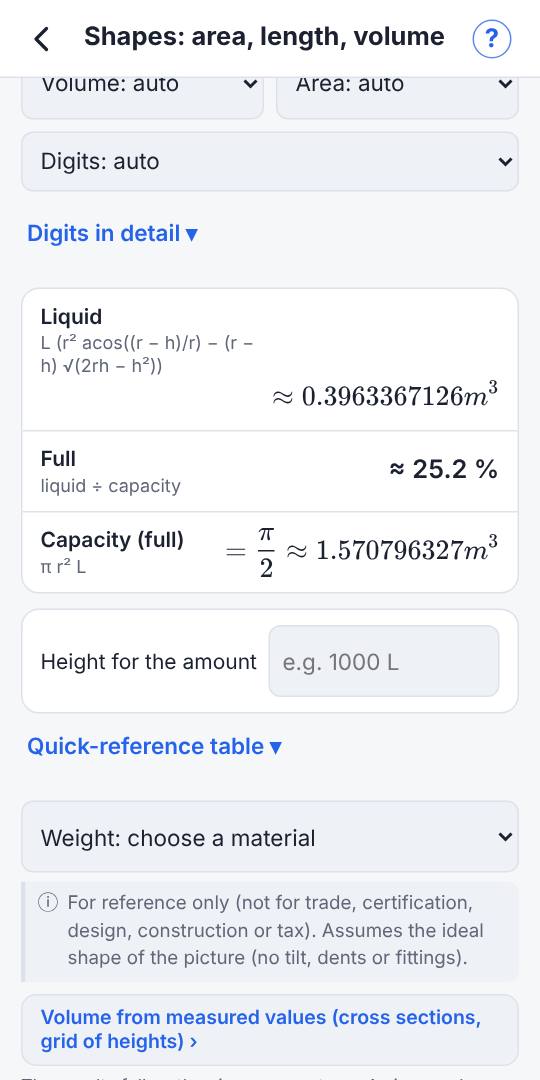 Shapes: area, length, volume
?
Volume: auto
Area: auto
Digits: auto
Digits in detail ▾
Liquid
L (r² acos((r − h)/r) − (r −
h) √(2rh − h²))
≈ 0.3963367126m³
Full
≈ 25.2 %
liquid ÷ capacity
Capacity (full)
= π/2 ≈ 1.570796327m³
π r² L
Height for the amount
e.g. 1000 L
Quick-reference table ▾
Weight: choose a material
ⓘ For reference only (not for trade, certification,
design, construction or tax). Assumes the ideal
shape of the picture (no tilt, dents or fittings).
Volume from measured values (cross sections,
grid of heights) ›